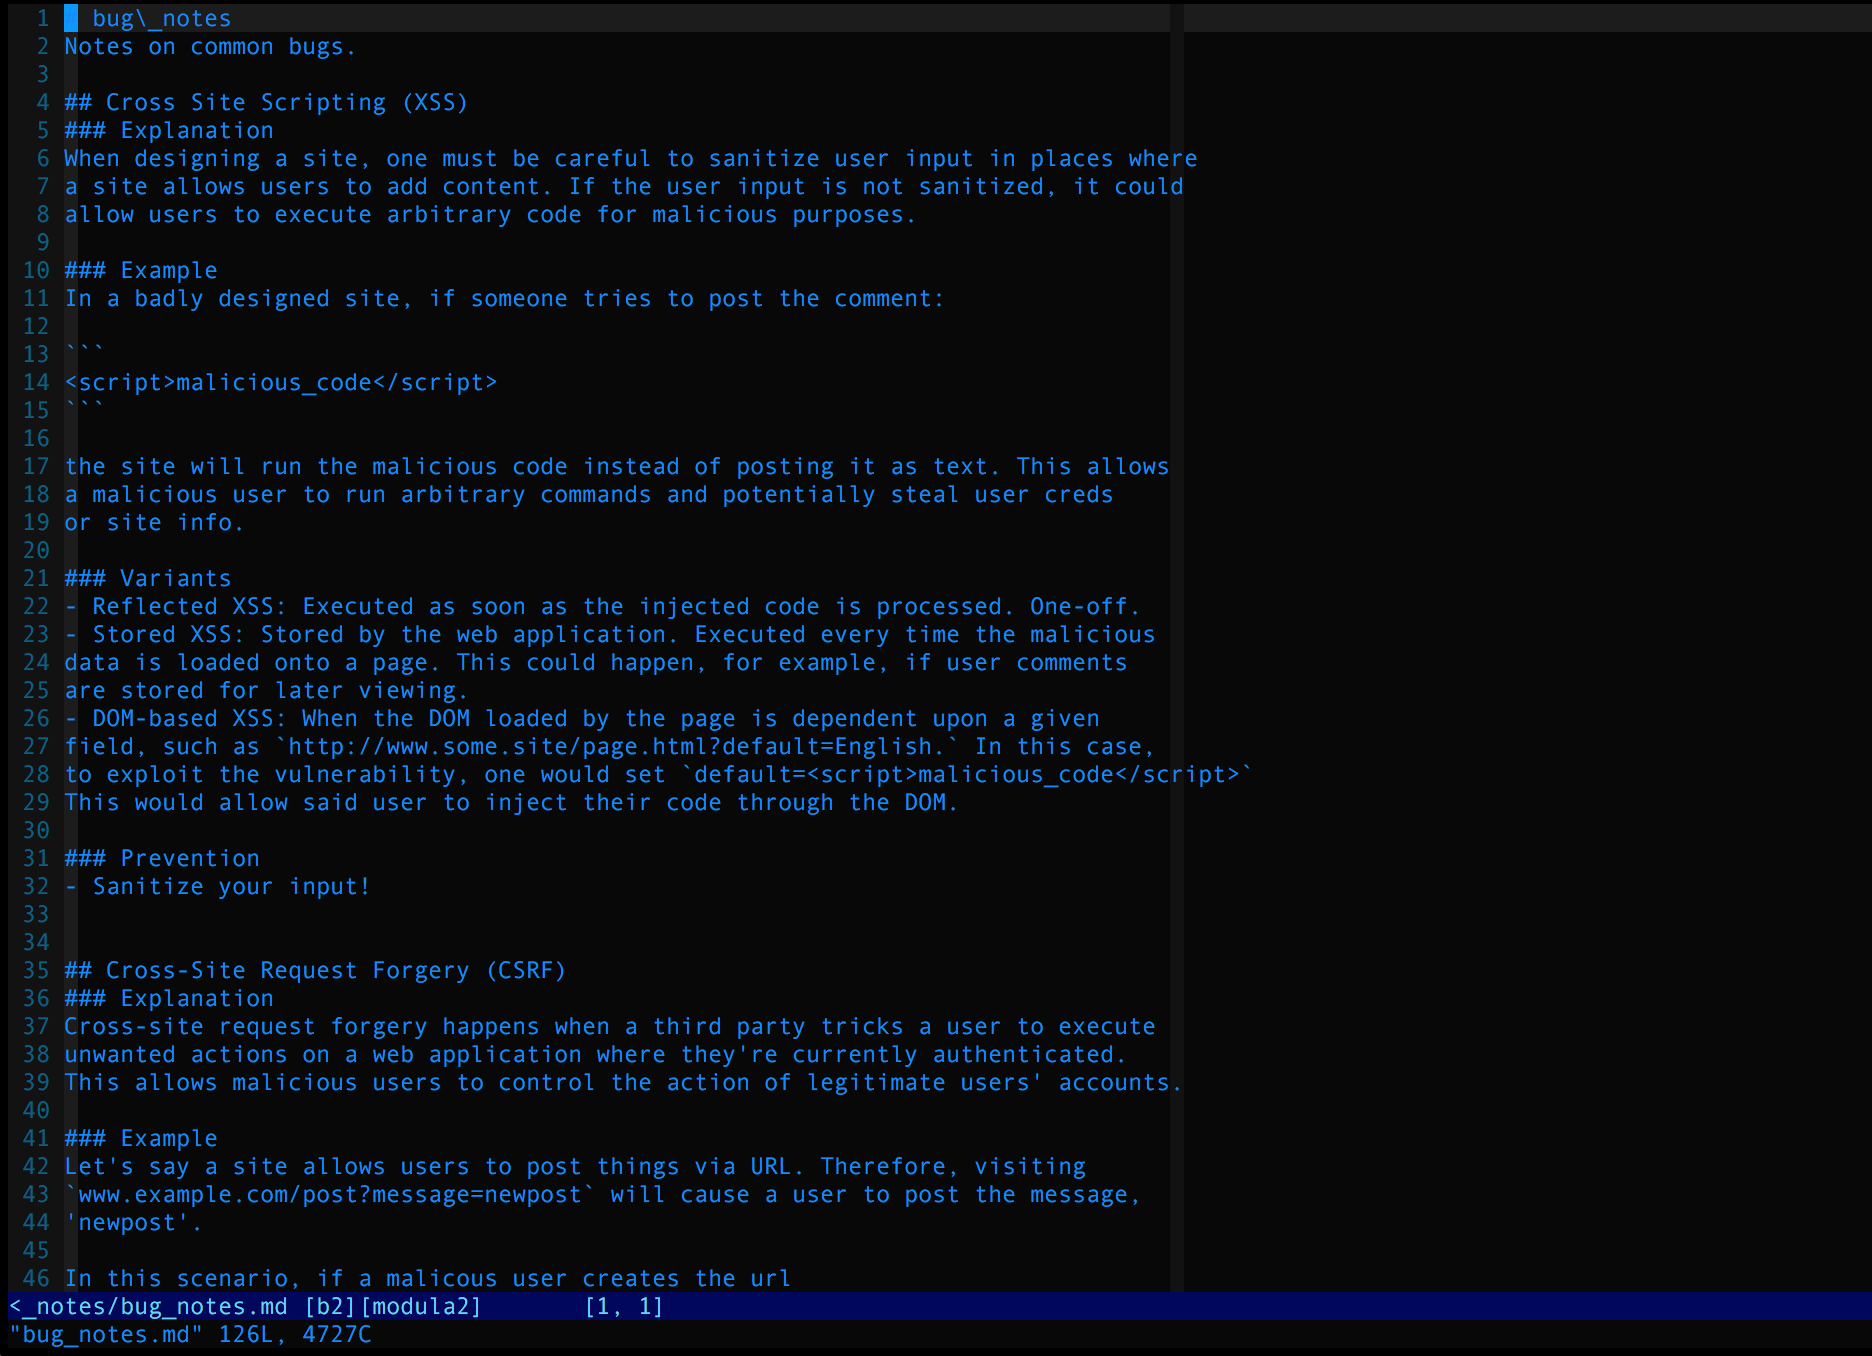 1 bug\_notes
2 Notes on common bugs.
3
4 ## Cross Site Scripting (XSS)
5 ### Explanation
6 When designing a site, one must be careful to sanitize user input in places where
7 a site allows users to add content. If the user input is not sanitized, it could
8 allow users to execute arbitrary code for malicious purposes.
9
10 ### Example
11 In a badly designed site, if someone tries to post the comment:
12
13 ```
14 <script>malicious_code</script>
15 ```
16
17 the site will run the malicious code instead of posting it as text. This allows
18 a malicious user to run arbitrary commands and potentially steal user creds
19 or site info.
20
21 ### Variants
22 - Reflected XSS: Executed as soon as the injected code is processed. One-off.
23 - Stored XSS: Stored by the web application. Executed every time the malicious
24 data is loaded onto a page. This could happen, for example, if user comments
25 are stored for later viewing.
26 - DOM-based XSS: When the DOM loaded by the page is dependent upon a given
27 field, such as `http://www.some.site/page.html?default=English.` In this case,
28 to exploit the vulnerability, one would set `default=<script>malicious_code</script>`
29 This would allow said user to inject their code through the DOM.
30
31 ### Prevention
32 - Sanitize your input!
33
34
35 ## Cross-Site Request Forgery (CSRF)
36 ### Explanation
37 Cross-site request forgery happens when a third party tricks a user to execute
38 unwanted actions on a web application where they're currently authenticated.
39 This allows malicious users to control the action of legitimate users' accounts.
40
41 ### Example
42 Let's say a site allows users to post things via URL. Therefore, visiting
43 `www.example.com/post?message=newpost` will cause a user to post the message,
44 'newpost'.
45
46 In this scenario, if a malicous user creates the url
<_notes/bug_notes.md [b2][modula2] [1, 1]
"bug_notes.md" 126L, 4727C